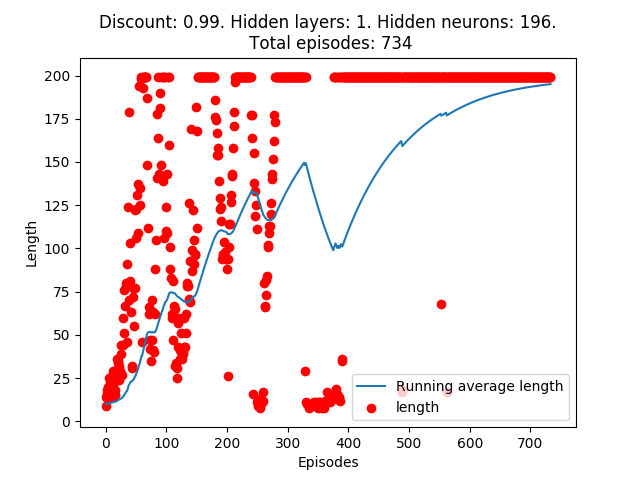 Discount: 0.99. Hidden layers: 1. Hidden neurons: 196.
Total episodes: 734
200
175
150
125
100
75
50
25
0
Length
Running average length
length
0 100 200 300 400 500 600 700
Episodes